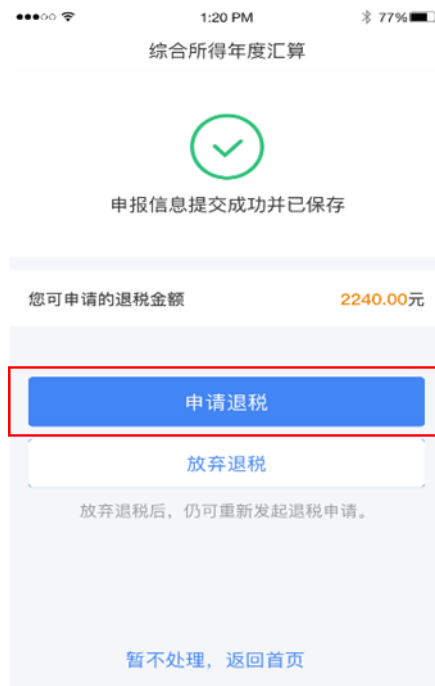 1:20 PM
77%
综合所得年度汇算
申报信息提交成功并已保存
您可申请的退税金额
2240.00元
申请退税
放弃退税
放弃退税后，仍可重新发起退税申请。
暂不处理，返回首页